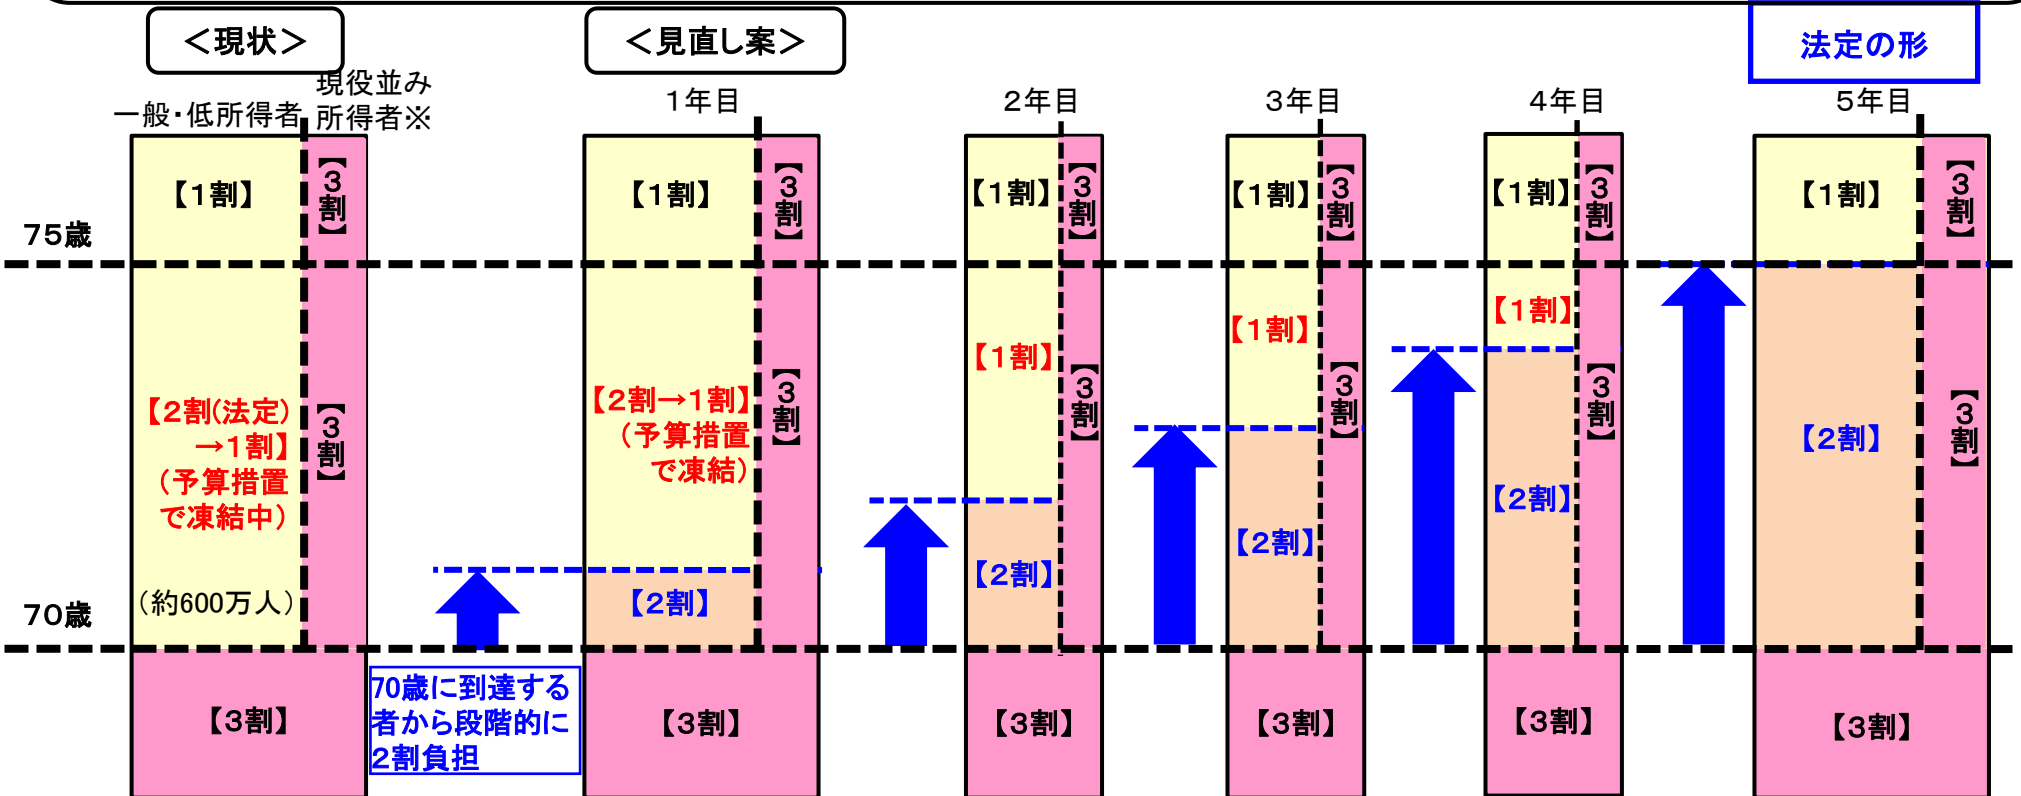 ＜現状＞
＜見直し案＞
法定の形
一般・低所得者
現役並み
所得者※
1年目
2年目
3年目
4年目
5年目
75歳
70歳
【1割】
【3割】
【2割(法定)
→1割】
（予算措置
で凍結中）
【3割】
（約600万人）
【3割】
70歳に到達する
者から段階的に
2割負担
【1割】
【3割】
【2割→1割】
（予算措置
で凍結）
【3割】
【2割】
【3割】
【1割】
【3割】
【1割】
【3割】
【2割】
【3割】
【1割】
【3割】
【1割】
【3割】
【2割】
【3割】
【1割】
【3割】
【1割】
【3割】
【2割】
【3割】
【1割】
【3割】
【2割】
【3割】
【3割】